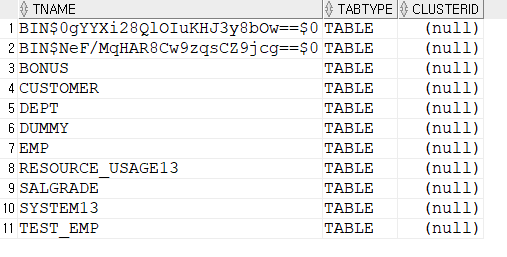 TNAME TABTYPE CLUSTERID
1 BIN$0gYYXi28QlOIuKHJ3y8bOw==$0 TABLE (null)
2 BIN$NeF/MqHAR8Cw9zqsCZ9jcg==$0 TABLE (null)
3 BONUS TABLE (null)
4 CUSTOMER TABLE (null)
5 DEPT TABLE (null)
6 DUMMY TABLE (null)
7 EMP TABLE (null)
8 RESOURCE_USAGE13 TABLE (null)
9 SALGRADE TABLE (null)
10 SYSTEM13 TABLE (null)
11 TEST_EMP TABLE (null)